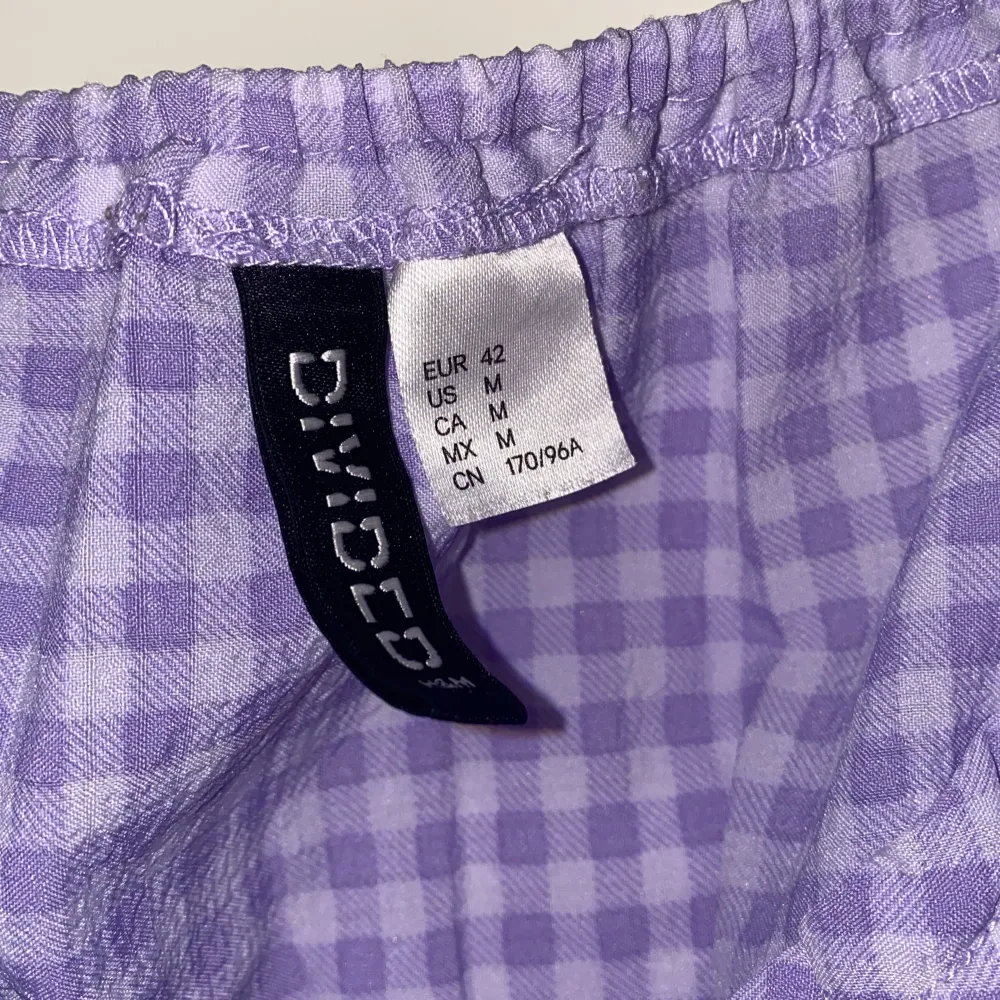 DIVIDED
H&M
EUR 42
US M
CA M
MX M
CN 170/96A